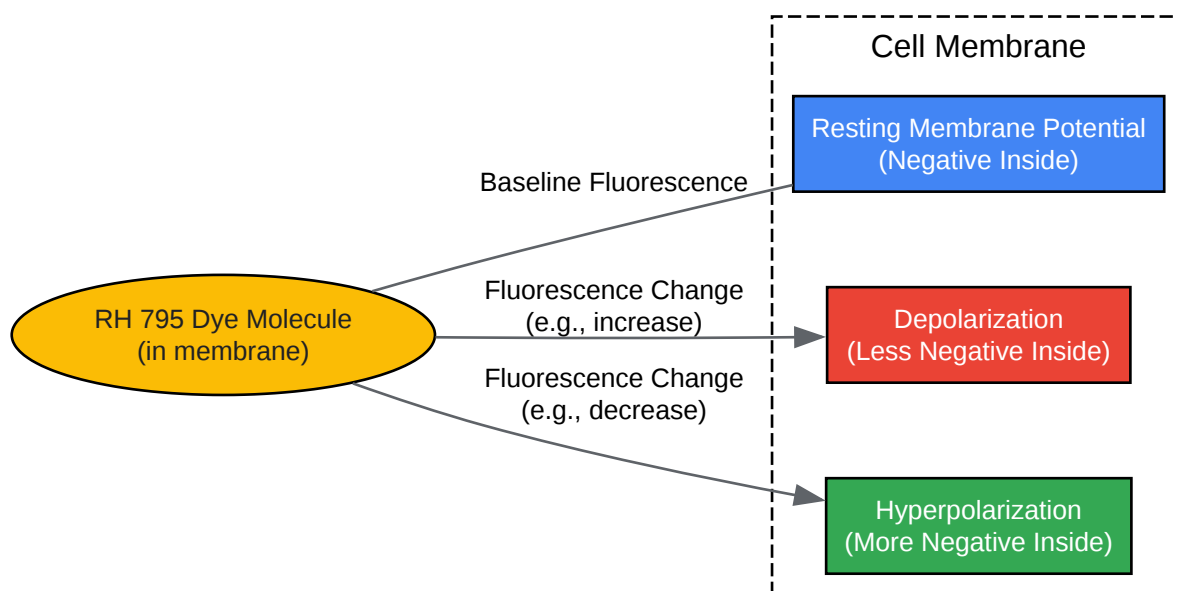 Cell Membrane
Resting Membrane Potential
(Negative Inside)
Baseline Fluorescence
Fluorescence Change
(e.g., increase)
RH 795 Dye Molecule
(in membrane)
Depolarization
(Less Negative Inside)
Fluorescence Change
(e.g., decrease)
Hyperpolarization
(More Negative Inside)